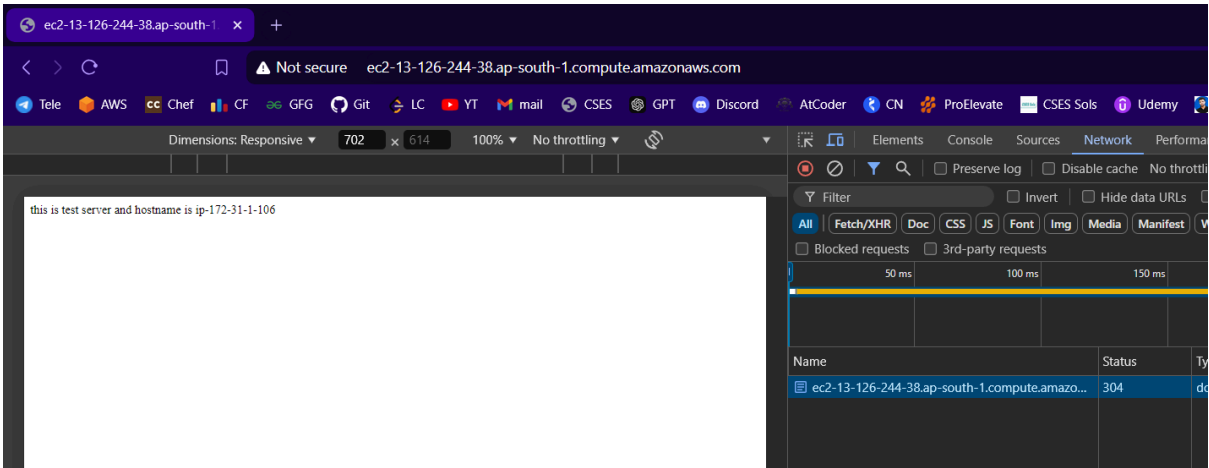 ec2-13-126-244-38.ap-south-1.
Not secure ec2-13-126-244-38.ap-south-1.compute.amazonaws.com
Tele AWS cc Chef CF GFG Git LC YT mail CSES GPT Discord AtCoder CN ProElevate CSES Sols Udemy
Dimensions: Responsive ▼ 702 × 614 100% ▼ No throttling ▼
Elements Console Sources Network Performa
Preserve log Disable cache No throttli
Filter Invert Hide data URLs
All Fetch/XHR Doc CSS JS Font Img Media Manifest W
Blocked requests 3rd-party requests
50 ms 100 ms 150 ms
this is test server and hostname is ip-172-31-1-106
Name Status Ty
ec2-13-126-244-38.ap-south-1.compute.amazo... 304 do